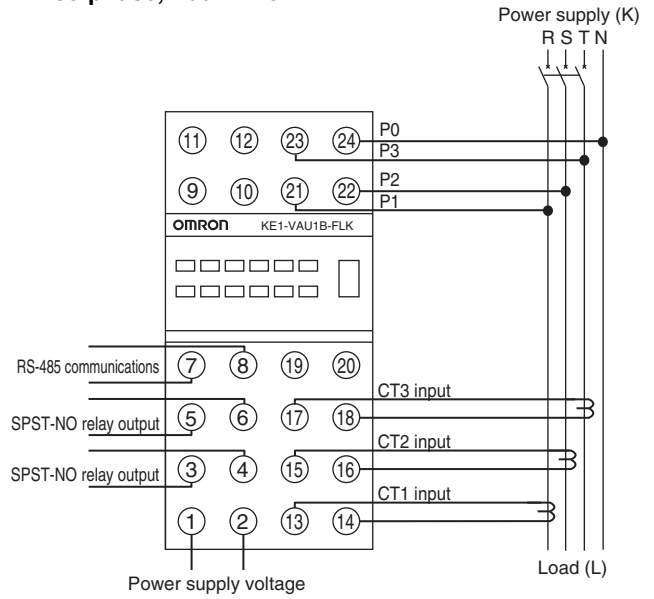 Power supply (K)
R S T N
11 12 23 24 P0
P3
9 10 21 22 P2
P1
OMRON KE1-VAU1B-FLK
RS-485 communications 7 8 19 20
SPST-NO relay output 5 6 17 18 CT3 input
SPST-NO relay output 3 4 15 16 CT2 input
1 2 13 14 CT1 input
Power supply voltage
Load (L)